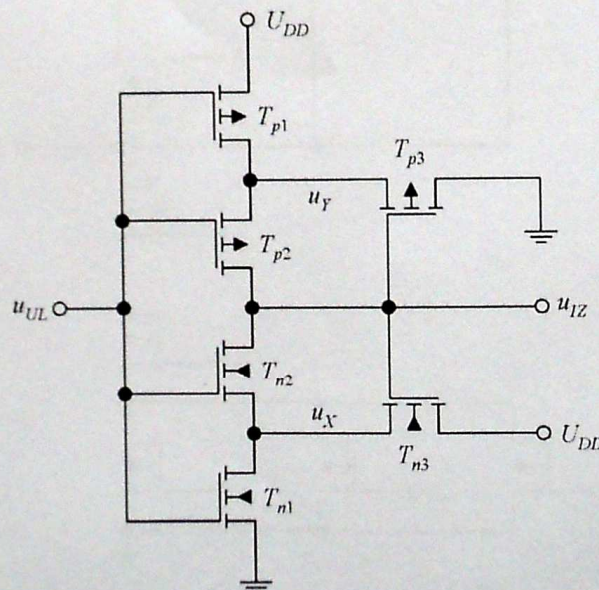 U_DD
T_p1
T_p3
u_Y
T_p2
u_UL
u_IZ
T_n2
u_X
U_DD
T_n3
T_n1